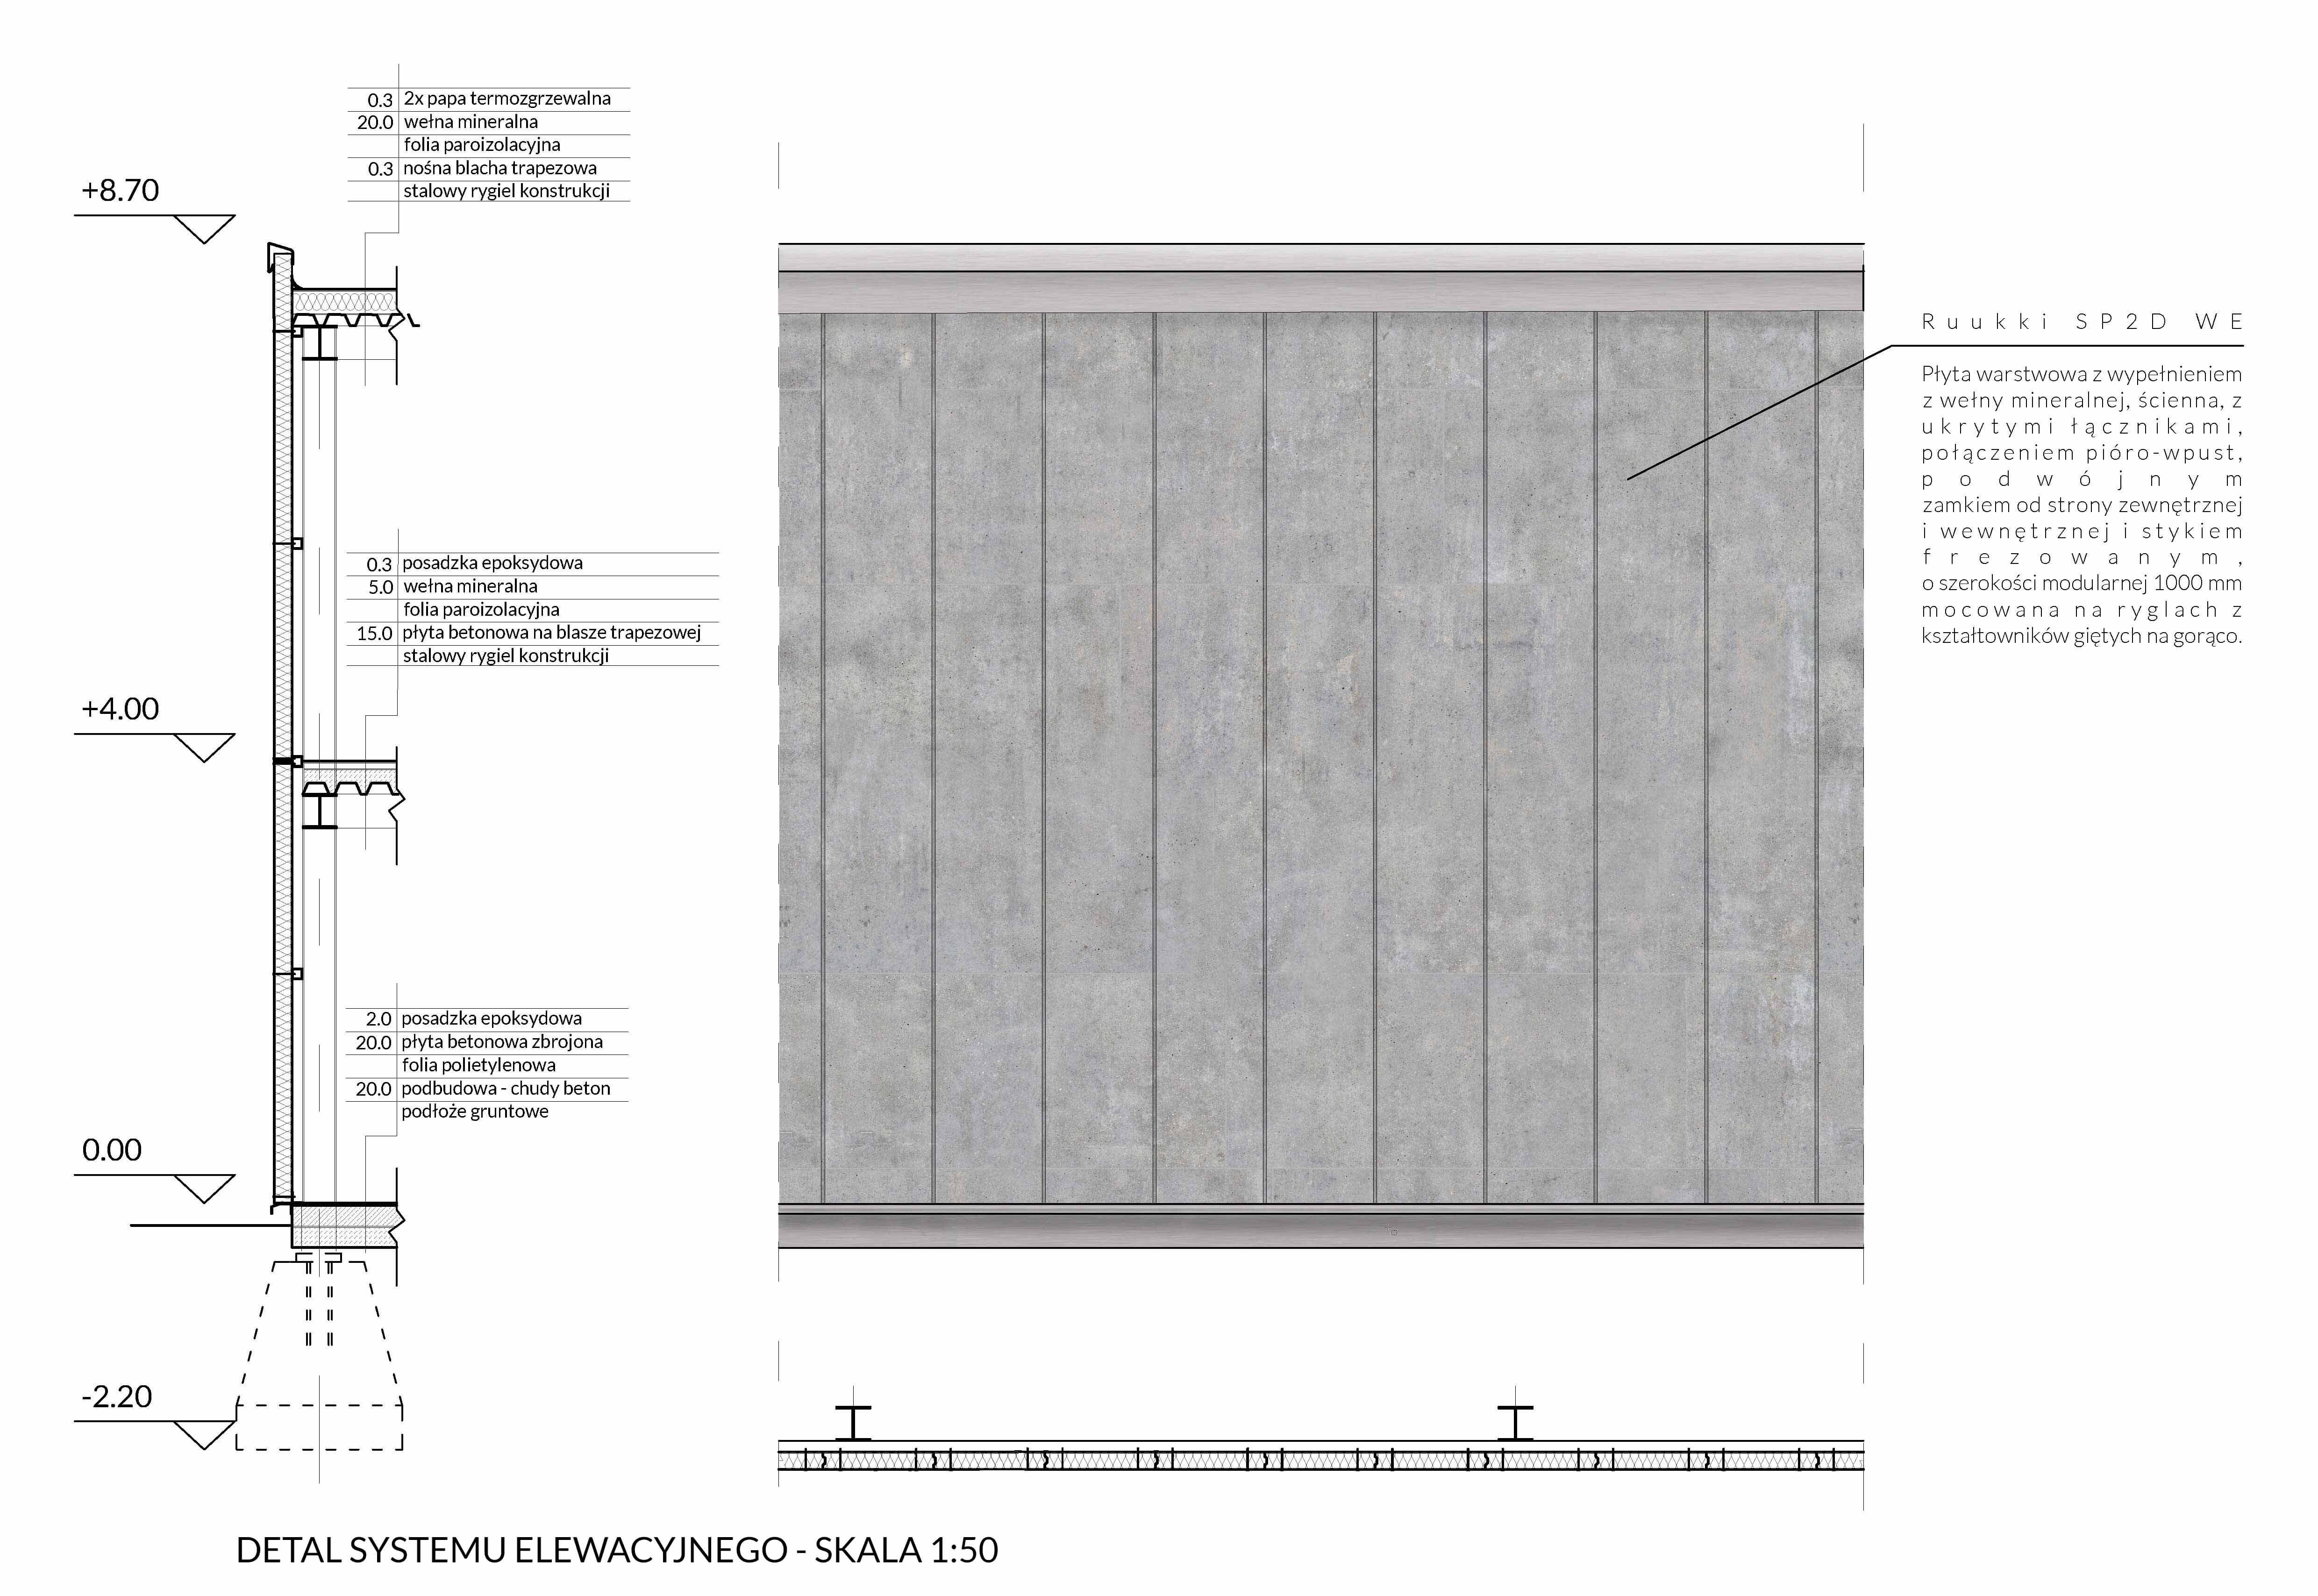 0.3 2x papa termozgrzewalna
20.0 wełna mineralna
folia paroizolacyjna
0.3 nośna blacha trapezowa
stalowy rygiel konstrukcji
+8.70
0.3 posadzka epoksydowa
5.0 wełna mineralna
folia paroizolacyjna
15.0 płyta betonowa na blasze trapezowej
stalowy rygiel konstrukcji
+4.00
2.0 posadzka epoksydowa
20.0 płyta betonowa zbrojona
folia polietylenowa
20.0 podbudowa - chudy beton
podłoże gruntowe
0.00
-2.20
Ruukki SP2D WE
Płyta warstwowa z wypełnieniem
z wełny mineralnej, ścienna, z
ukrytymi łącznikami,
połączeniem pióro-wpust,
podwójnym
zamkiem od strony zewnętrznej
i wewnętrznej i stykiem
frezowanym,
o szerokości modularnej 1000 mm
mocowana na ryglach z
kształtowników giętych na gorąco.
DETAL SYSTEMU ELEWACYJNEGO - SKALA 1:50